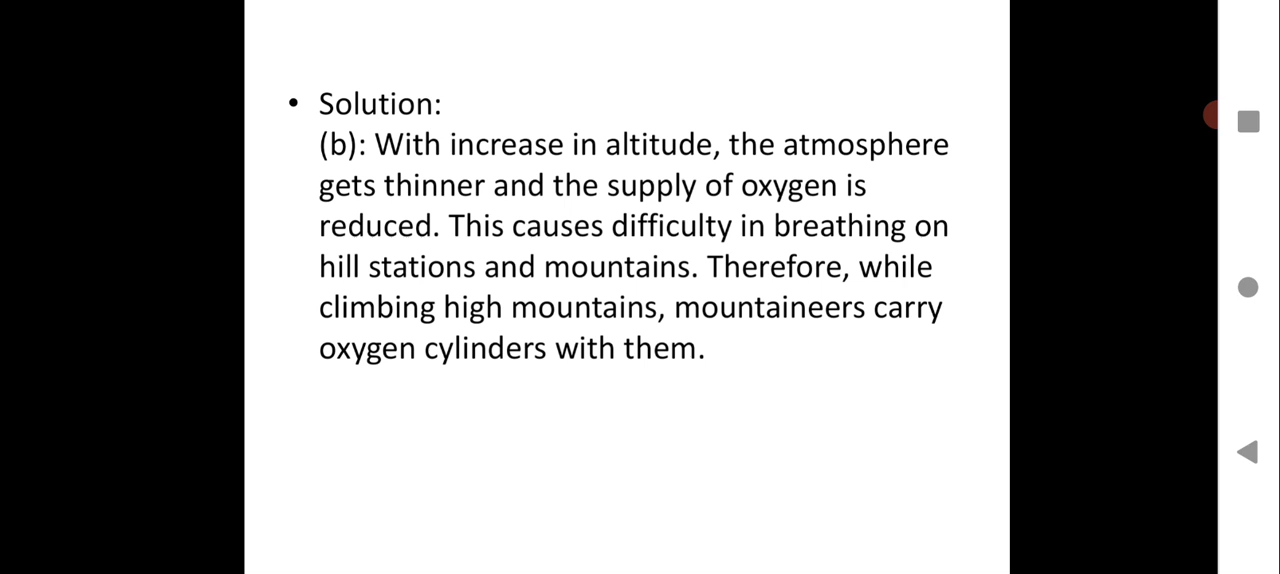 • Solution:
(b): With increase in altitude, the atmosphere
gets thinner and the supply of oxygen is
reduced. This causes difficulty in breathing on
hill stations and mountains. Therefore, while
climbing high mountains, mountaineers carry
oxygen cylinders with them.